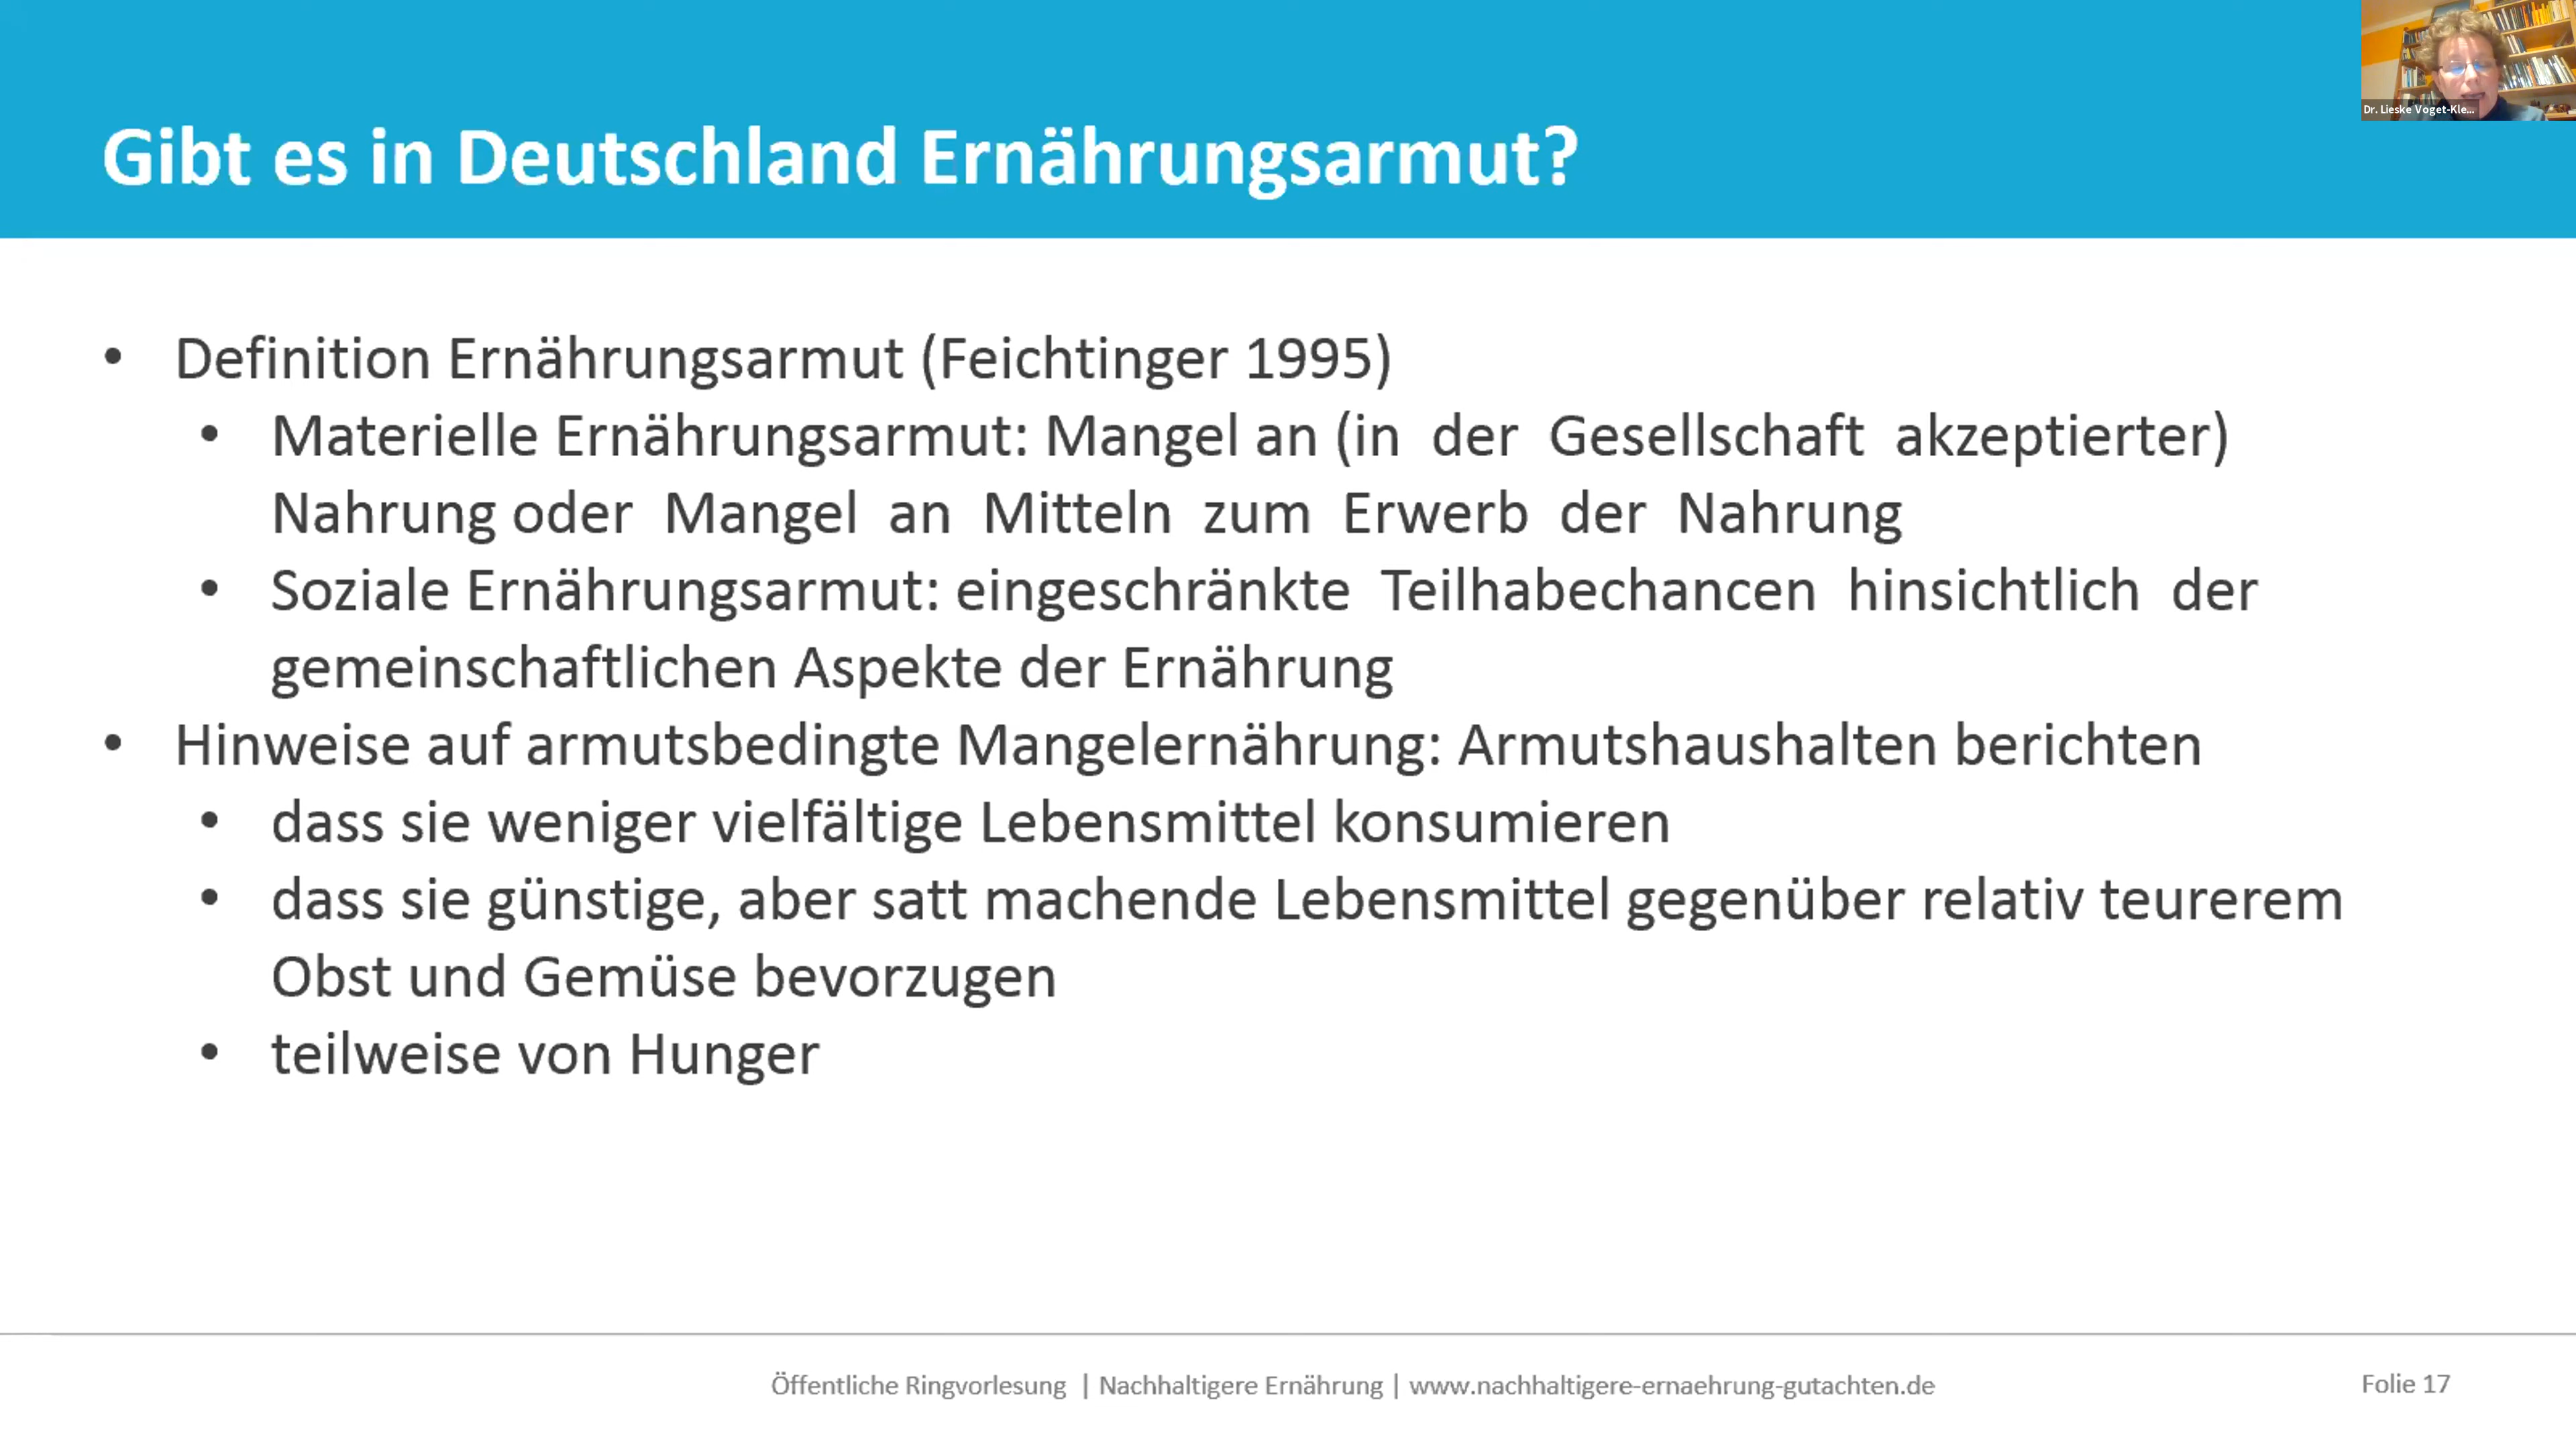 Dr. Lieske Voget-Kle...
Gibt es in Deutschland Ernährungsarmut?
• Definition Ernährungsarmut (Feichtinger 1995)
• Materielle Ernährungsarmut: Mangel an (in der Gesellschaft akzeptierter)
Nahrung oder Mangel an Mitteln zum Erwerb der Nahrung
• Soziale Ernährungsarmut: eingeschränkte Teilhabechancen hinsichtlich der
gemeinschaftlichen Aspekte der Ernährung
• Hinweise auf armutsbedingte Mangelernährung: Armutshaushalten berichten
• dass sie weniger vielfältige Lebensmittel konsumieren
• dass sie günstige, aber satt machende Lebensmittel gegenüber relativ teurerem
Obst und Gemüse bevorzugen
• teilweise von Hunger
Öffentliche Ringvorlesung | Nachhaltigere Ernährung | www.nachhaltigere-ernaehrung-gutachten.de
Folie 17